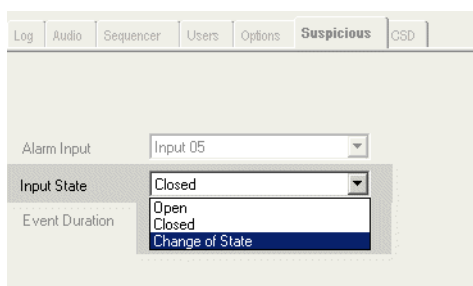 Log Audio Sequencer Users Options Suspicious CSD
Alarm Input Input 05
Input State Closed
Open
Event Duration Closed
Change of State